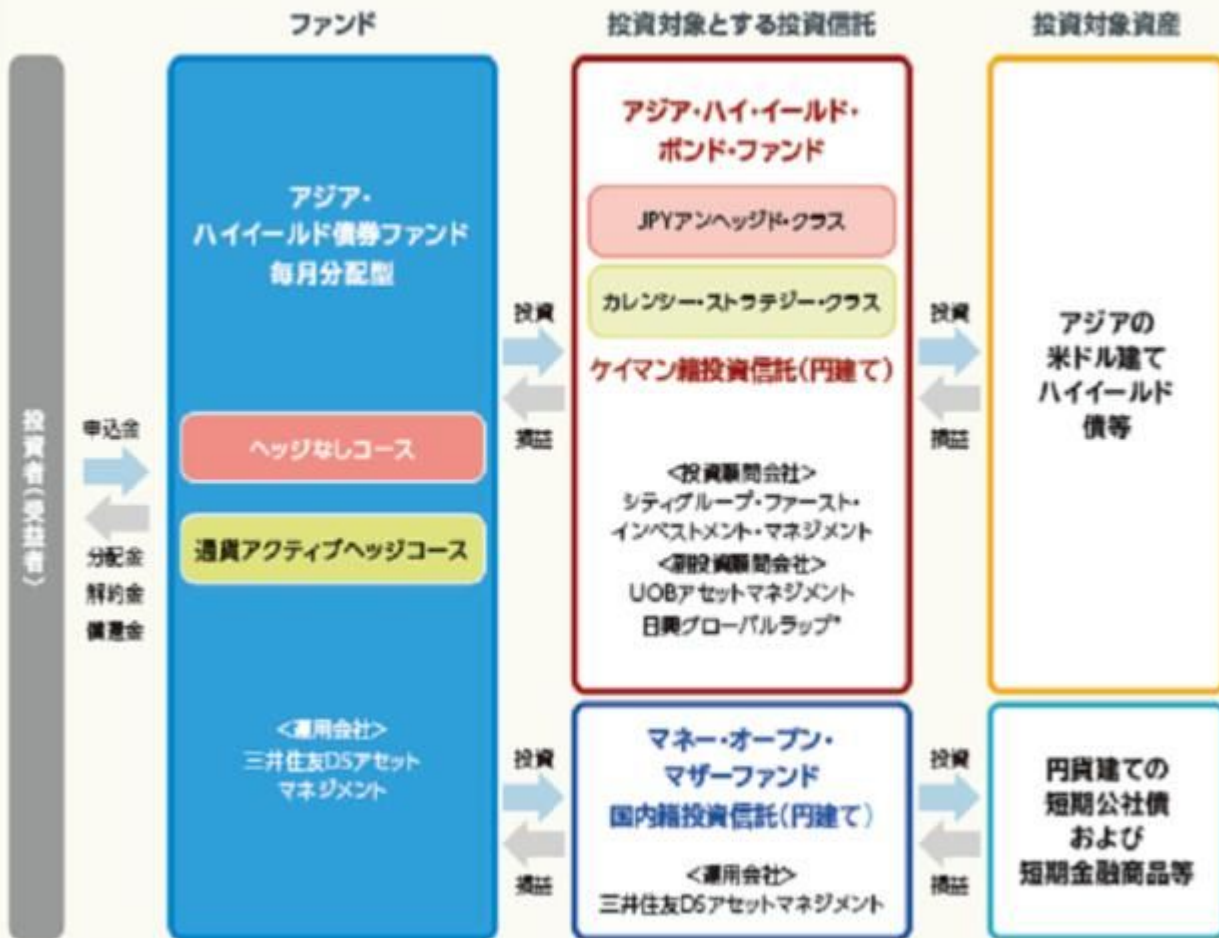 ファンド
投資対象とする投資信託
投資対象資産
投資者(受益者)
申込金
分配金
解約金
償還金
アジア・
ハイイールド債券ファンド
毎月分配型
ヘッジなしコース
通貨アクティブヘッジコース
<運用会社>
三井住友DSアセット
マネジメント
投資
損益
投資
損益
アジア・ハイ・イールド・
ボンド・ファンド
JPYアンヘッジド・クラス
カレンシー・ストラテジー・クラス
ケイマン籍投資信託(円建て)
<投資顧問会社>
シティグループ・ファースト・
インベストメント・マネジメント
<副投資顧問会社>
UOBアセットマネジメント
日興グローバルラップ*
マネー・オープン・
マザーファンド
国内籍投資信託(円建て)
<運用会社>
三井住友DSアセットマネジメント
投資
損益
投資
損益
アジアの
米ドル建て
ハイイールド
債等
円貨建ての
短期公社債
および
短期金融商品等